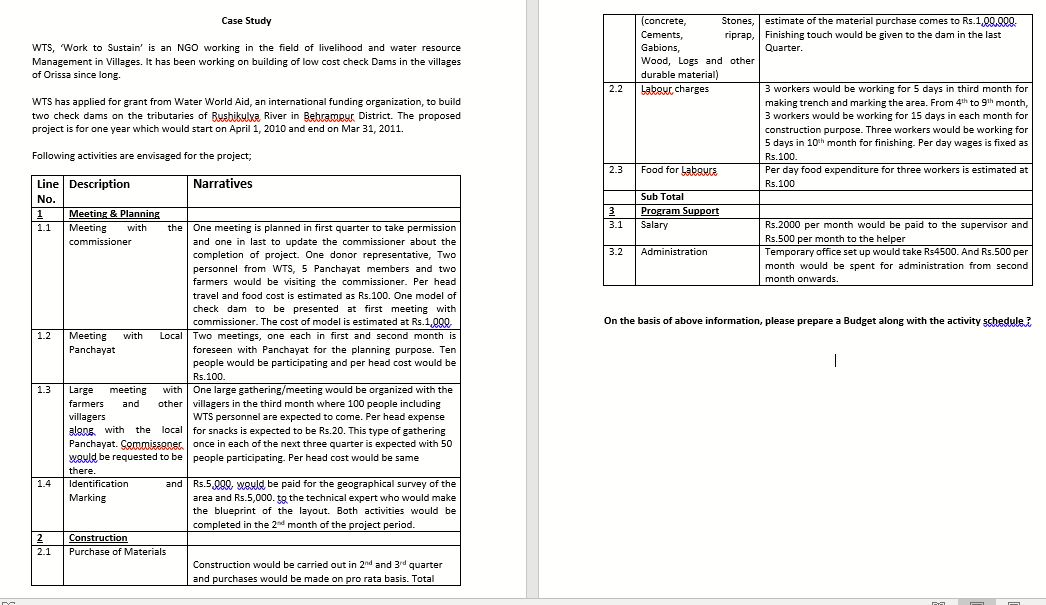 Case Study
WTS, ‘Work to Sustain’ is an NGO working in the field of livelihood and water resource
Management in Villages. It has been working on building of low cost check Dams in the villages
of Orissa since long.
WTS has applied for grant from Water World Aid, an international funding organization, to build
two check dams on the tributaries of Rushikulya River in Behrampur District. The proposed
project is for one year which would start on April 1, 2010 and end on Mar 31, 2011.
Following activities are envisaged for the project;
Line Description Narratives
No.
1 Meeting & Planning
1.1 Meeting with the One meeting is planned in first quarter to take permission
commissioner and one in last to update the commissioner about the
completion of project. One donor representative, Two
personnel from WTS, 5 Panchayat members and two
farmers would be visiting the commissioner. Per head
travel and food cost is estimated as Rs.100. One model of
check dam to be presented at first meeting with
commissioner. The cost of model is estimated at Rs.1,000.
1.2 Meeting with Local Two meetings, one each in first and second month is
Panchayat foreseen with Panchayat for the planning purpose. Ten
people would be participating and per head cost would be
Rs.100.
1.3 Large meeting with One large gathering/meeting would be organized with the
farmers and other villagers in the third month where 100 people including
villagers WTS personnel are expected to come. Per head expense
along with the local for snacks is expected to be Rs.20. This type of gathering
Panchayat. Commissoner once in each of the next three quarter is expected with 50
would be requested to be people participating. Per head cost would be same
there.
1.4 Identification and Rs.5,000. would be paid for the geographical survey of the
Marking area and Rs.5,000. to the technical expert who would make
the blueprint of the layout. Both activities would be
completed in the 2nd month of the project period.
2 Construction
2.1 Purchase of Materials
Construction would be carried out in 2nd and 3rd quarter
and purchases would be made on pro rata basis. Total
(concrete, Stones, estimate of the material purchase comes to Rs.1,00,000.
Cements, riprap, Finishing touch would be given to the dam in the last
Gabions, Quarter.
Wood, Logs and other
durable material)
2.2 Labour charges 3 workers would be working for 5 days in third month for
making trench and marking the area. From 4th to 9th month,
3 workers would be working for 15 days in each month for
construction purpose. Three workers would be working for
5 days in 10th month for finishing. Per day wages is fixed as
Rs.100.
2.3 Food for Labours Per day food expenditure for three workers is estimated at
Rs.100
Sub Total
3 Program Support
3.1 Salary Rs.2000 per month would be paid to the supervisor and
Rs.500 per month to the helper
3.2 Administration Temporary office set up would take Rs4500. And Rs.500 per
month would be spent for administration from second
month onwards.
On the basis of above information, please prepare a Budget along with the activity schedule ?